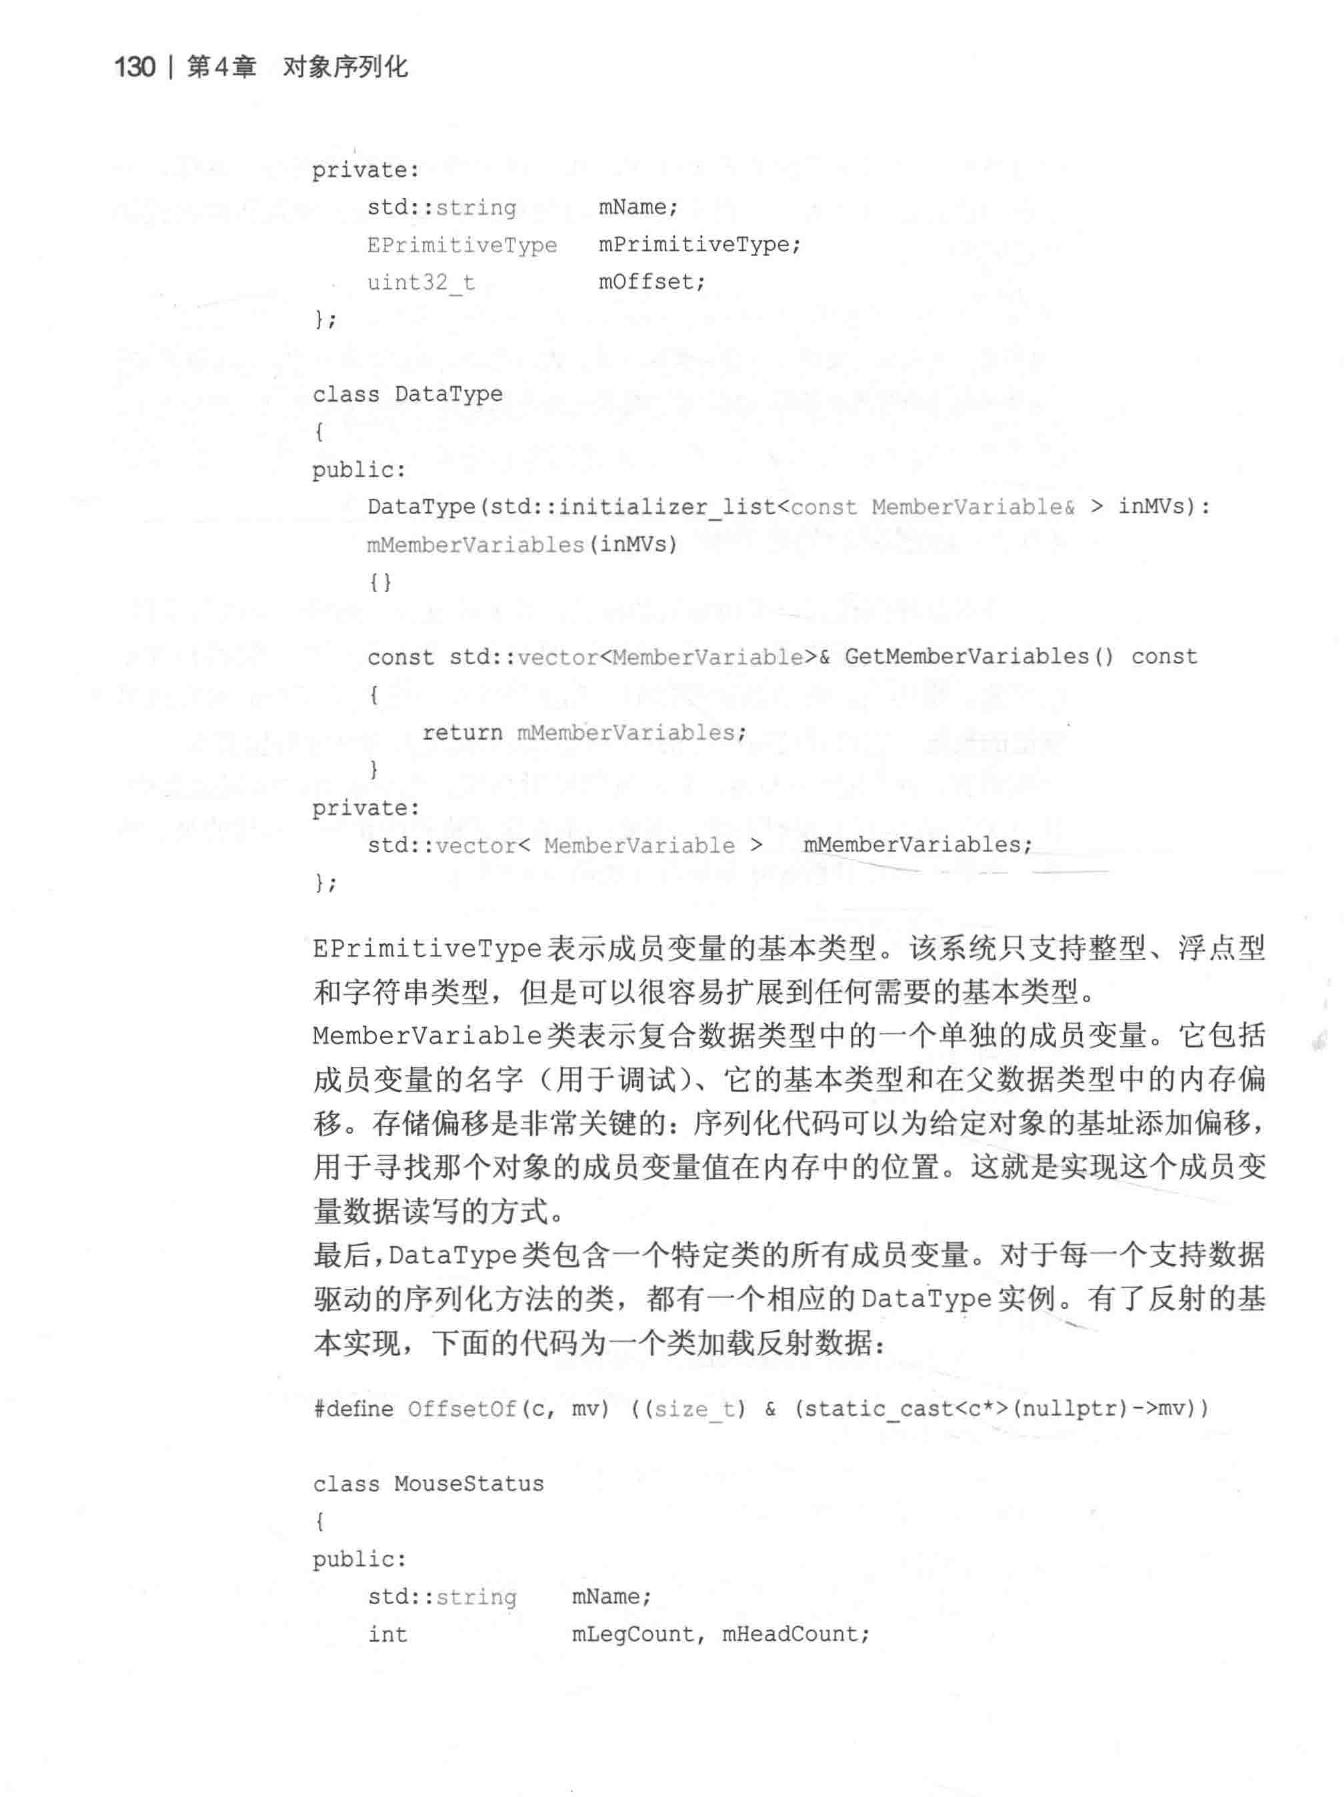 130 | 第4章 对象序列化
private:
    std::string      mName;
    EPrimitiveType   mPrimitiveType;
    uint32_t         mOffset;
};
class DataType
{
public:
    DataType(std::initializer_list<const MemberVariable& > inMVs):
    mMemberVariables(inMVs)
    {}
    const std::vector<MemberVariable>& GetMemberVariables() const
    {
        return mMemberVariables;
    }
private:
    std::vector< MemberVariable >   mMemberVariables;
};
EPrimitiveType表示成员变量的基本类型。该系统只支持整型、浮点型
和字符串类型，但是可以很容易扩展到任何需要的基本类型。
MemberVariable类表示复合数据类型中的一个单独的成员变量。它包括
成员变量的名字（用于调试）、它的基本类型和在父数据类型中的内存偏
移。存储偏移是非常关键的：序列化代码可以为给定对象的基址添加偏移，
用于寻找那个对象的成员变量值在内存中的位置。这就是实现这个成员变
量数据读写的方式。
最后，DataType类包含一个特定类的所有成员变量。对于每一个支持数据
驱动的序列化方法的类，都有一个相应的DataType实例。有了反射的基
本实现，下面的代码为一个类加载反射数据：
#define OffsetOf(c, mv) ((size_t) & (static_cast<c*>(nullptr)->mv))
class MouseStatus
{
public:
    std::string    mName;
    int            mLegCount, mHeadCount;